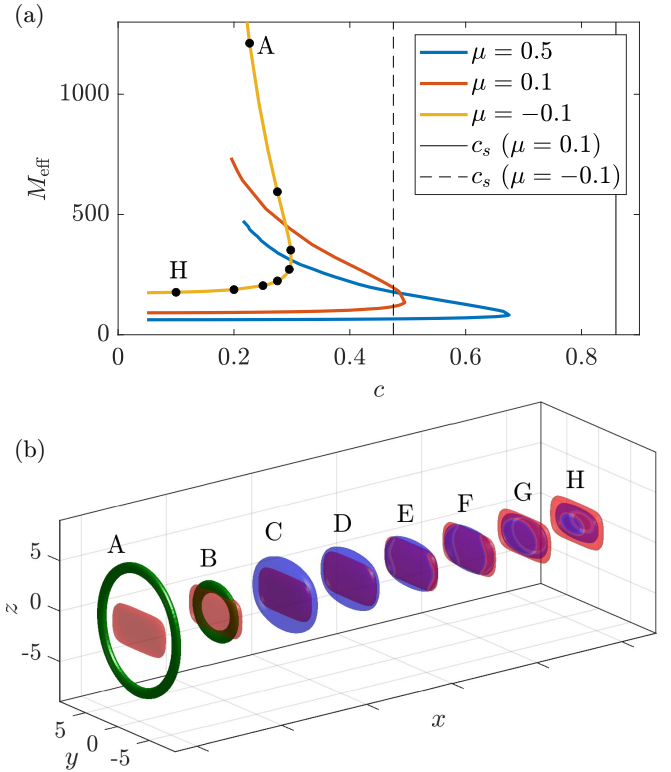 (a)
1000
500
0
M_eff
A
H
μ = 0.5
μ = 0.1
μ = −0.1
c_s (μ = 0.1)
c_s (μ = −0.1)
0 0.2 0.4 0.6 0.8
c
(b)
A B C D E F G H
5
0
-5
z
5
0
-5
y
x